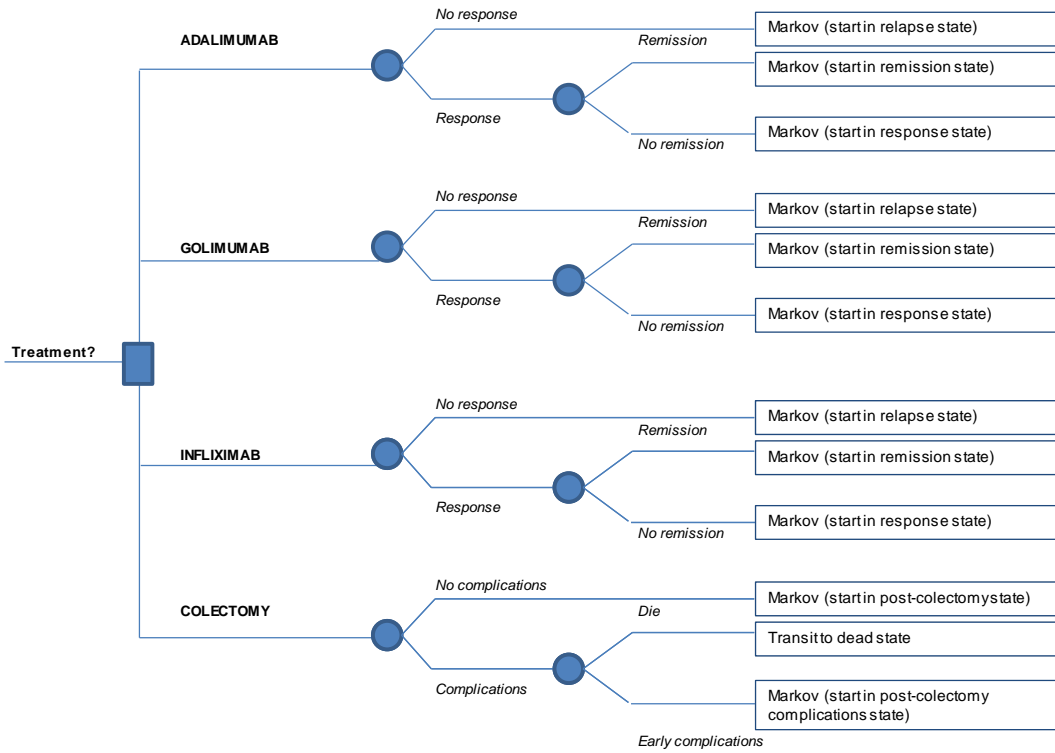 No response
ADALIMUMAB
Remission
Markov (start in relapse state)
Markov (start in remission state)
Response
No remission
Markov (start in response state)
No response
GOLIMUMAB
Remission
Markov (start in relapse state)
Markov (start in remission state)
Response
No remission
Markov (start in response state)
Treatment?
No response
INFLIXIMAB
Remission
Markov (start in relapse state)
Markov (start in remission state)
Response
No remission
Markov (start in response state)
No complications
COLECTOMY
Die
Markov (start in post-colectomy state)
Transit to dead state
Complications
Markov (start in post-colectomy
complications state)
Early complications